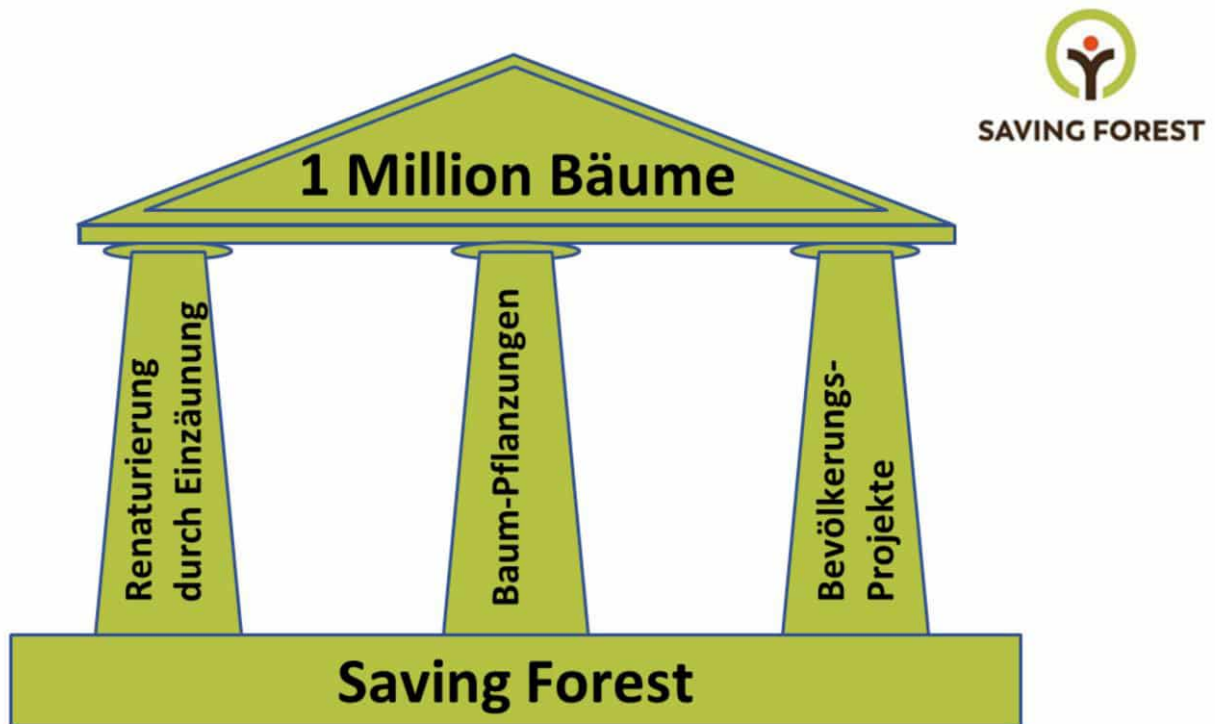 SAVING FOREST
1 Million Bäume
Renaturierung
durch Einzäunung
Baum-Pflanzungen
Bevölkerungs-
Projekte
Saving Forest